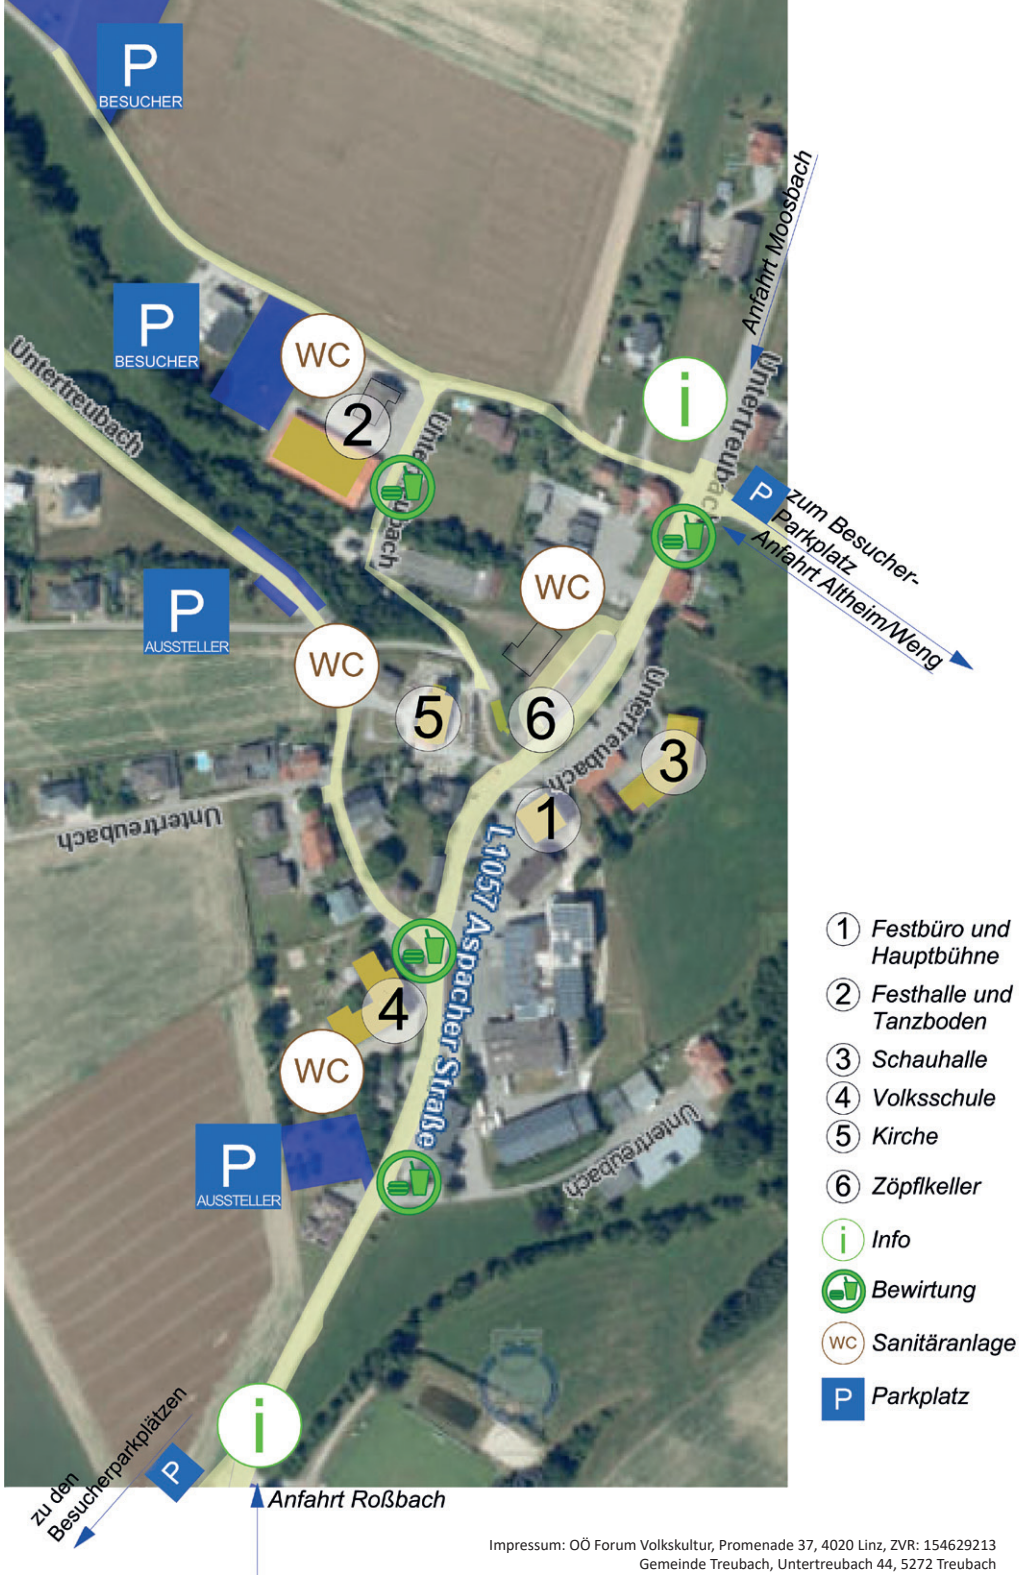 P
BESUCHER
Anfahrt Moosbach
P
BESUCHER
WC
Untertreubach
i
2
Untertreubach
Untertreubach
P
zum Besucher-
Parkplatz
Anfahrt Altheim/Weng
WC
P
AUSSTELLER
WC
5
6
Untertreubach
3
1
Untertreubach
L1057 Aspacher Straße
4
WC
P
AUSSTELLER
Untertreubach
i
zu den
Besucherparkplätzen
P
Anfahrt Roßbach
1 Festbüro und
Hauptbühne
2 Festhalle und
Tanzboden
3 Schauhalle
4 Volksschule
5 Kirche
6 Zöpflkeller
i Info
Bewirtung
WC Sanitäranlage
P Parkplatz
Impressum: OÖ Forum Volkskultur, Promenade 37, 4020 Linz, ZVR: 154629213
Gemeinde Treubach, Untertreubach 44, 5272 Treubach